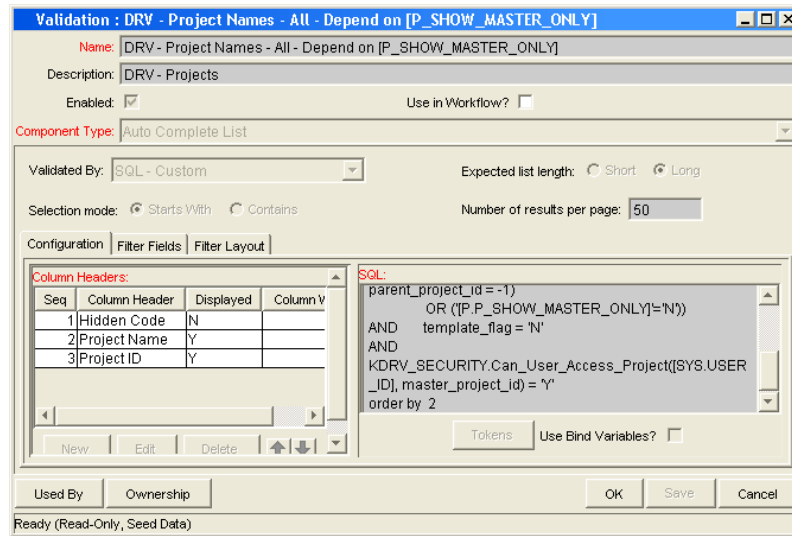 Validation : DRV - Project Names - All - Depend on [P_SHOW_MASTER_ONLY]
Name: DRV - Project Names - All - Depend on [P_SHOW_MASTER_ONLY]
Description: DRV - Projects
Enabled: Use in Workflow?
Component Type: Auto Complete List
Validated By: SQL - Custom Expected list length: Short Long
Selection mode: Starts With Contains Number of results per page: 50
Configuration Filter Fields Filter Layout
Column Headers:
Seq Column Header Displayed Column W
1 Hidden Code N
2 Project Name Y
3 Project ID Y
New Edit Delete
SQL:
parent_project_id = -1)
OR ('[P.P_SHOW_MASTER_ONLY]'='N'))
AND template_flag = 'N'
AND
KDRV_SECURITY.Can_User_Access_Project([SYS.USER
_ID], master_project_id) = 'Y'
order by 2
Tokens Use Bind Variables?
Used By Ownership OK Save Cancel
Ready (Read-Only, Seed Data)